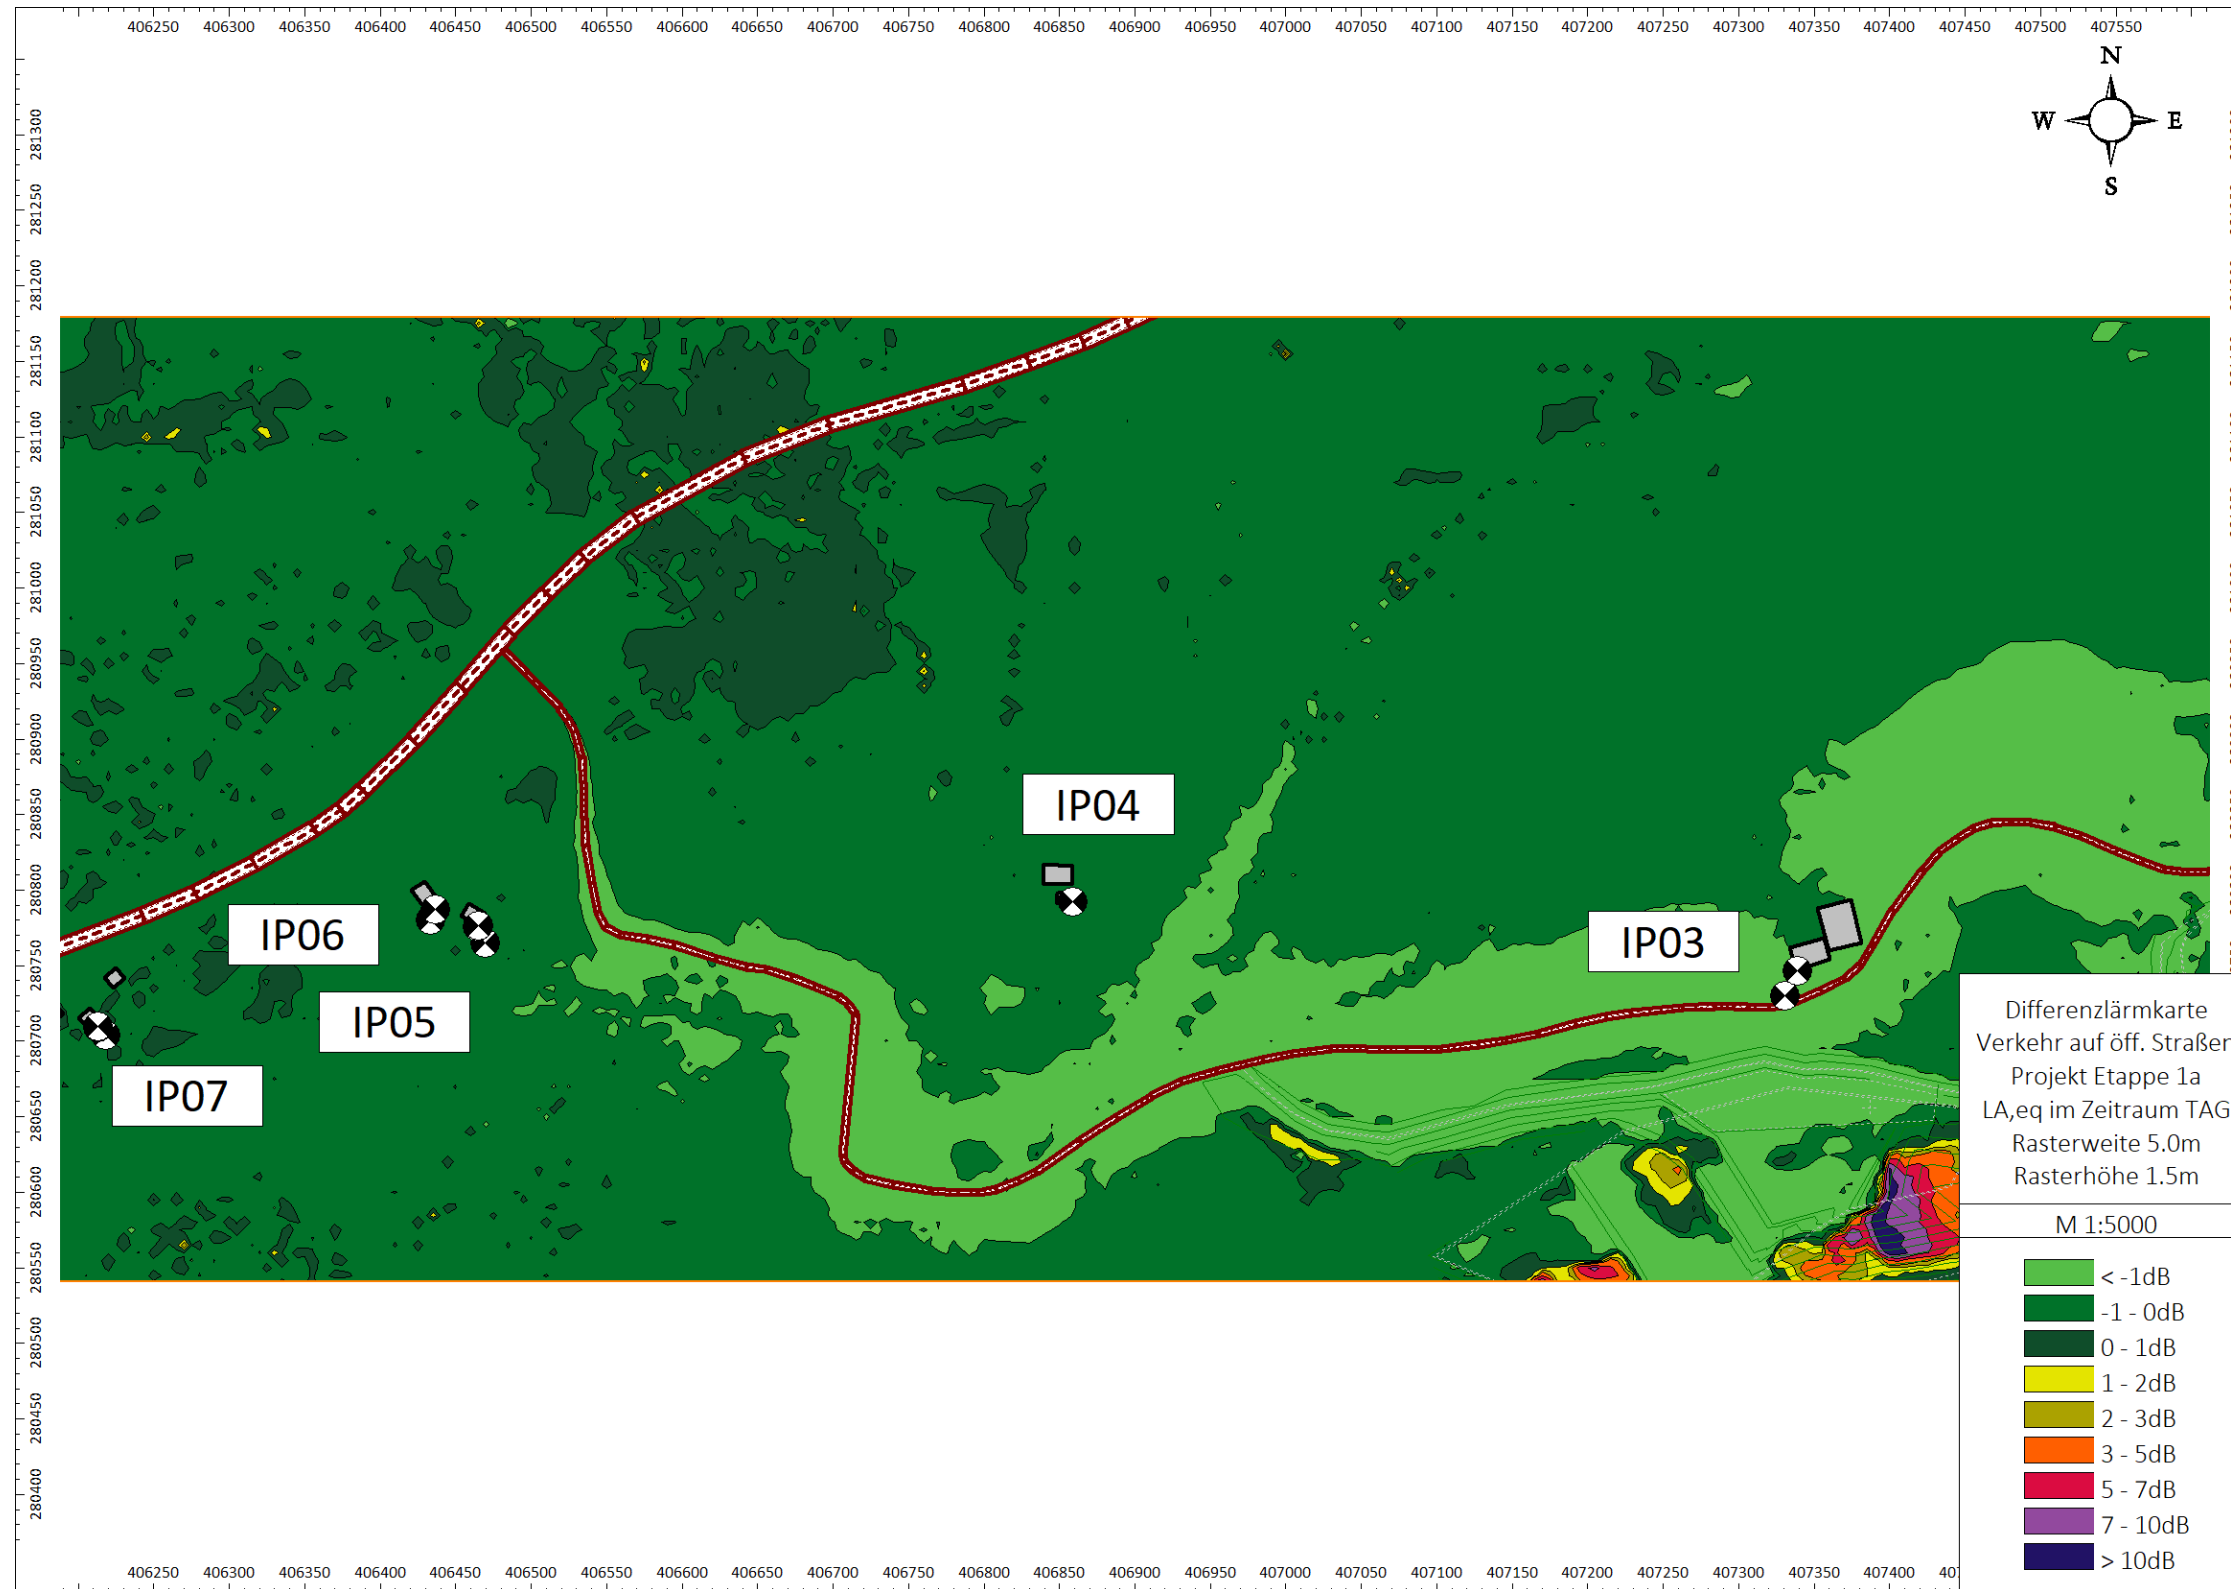 406250 406300 406350 406400 406450 406500 406550 406600 406650 406700 406750 406800 406850 406900 406950 407000 407050 407100 407150 407200 407250 407300 407350 407400 407450 407500 407550
N
W E
S
281300
281250
281200
281150
281100
281050
281000
280950
280900
280850
280800
280750
280700
280650
280600
280550
280500
280450
280400
IP04
IP03
IP06
IP05
IP07
Differenzlärmkarte
Verkehr auf öff. Straßen
Projekt Etappe 1a
LA,eq im Zeitraum TAG
Rasterweite 5.0m
Rasterhöhe 1.5m
M 1:5000
< -1dB
-1 - 0dB
0 - 1dB
1 - 2dB
2 - 3dB
3 - 5dB
5 - 7dB
7 - 10dB
> 10dB
406250 406300 406350 406400 406450 406500 406550 406600 406650 406700 406750 406800 406850 406900 406950 407000 407050 407100 407150 407200 407250 407300 407350 407400